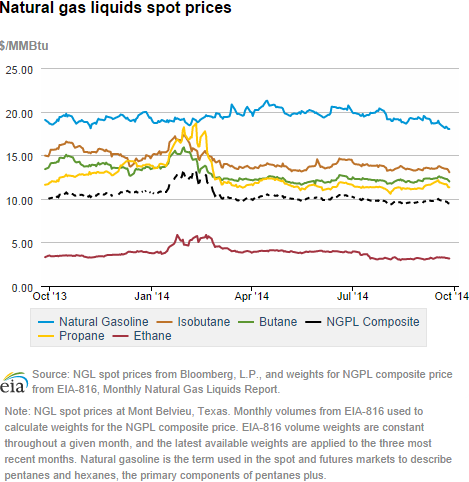 Natural gas liquids spot prices
$/MMBtu
25.00
20.00
15.00
10.00
5.00
0.00
Oct '13 Jan '14 Apr '14 Jul '14 Oct '14
Natural Gasoline Isobutane Butane NGPL Composite
Propane Ethane
eia
Source: NGL spot prices from Bloomberg, L.P., and weights for NGPL composite price
from EIA-816, Monthly Natural Gas Liquids Report.
Note: NGL spot prices at Mont Belvieu, Texas. Monthly volumes from EIA-816 used to
calculate weights for the NGPL composite price. EIA-816 volume weights are constant
throughout a given month, and the latest available weights are applied to the three most
recent months. Natural gasoline is the term used in the spot and futures markets to describe
pentanes and hexanes, the primary components of pentanes plus.